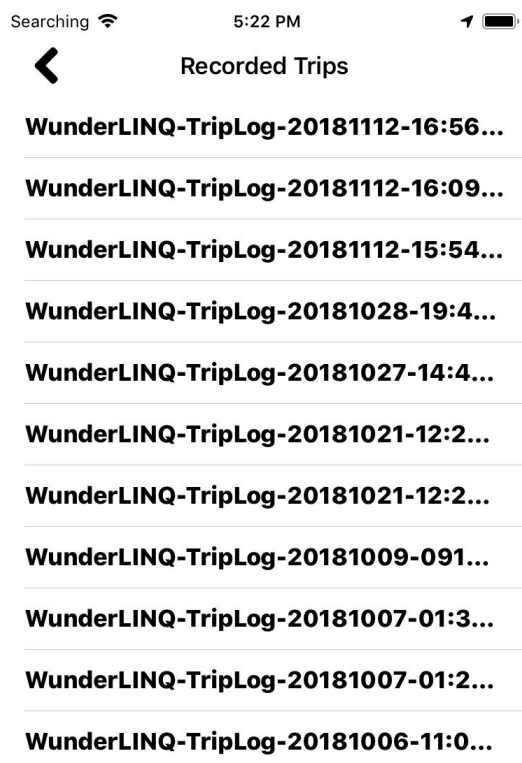 Searching 5:22 PM
Recorded Trips
WunderLINQ-TripLog-20181112-16:56...
WunderLINQ-TripLog-20181112-16:09...
WunderLINQ-TripLog-20181112-15:54...
WunderLINQ-TripLog-20181028-19:4...
WunderLINQ-TripLog-20181027-14:4...
WunderLINQ-TripLog-20181021-12:2...
WunderLINQ-TripLog-20181021-12:2...
WunderLINQ-TripLog-20181009-091...
WunderLINQ-TripLog-20181007-01:3...
WunderLINQ-TripLog-20181007-01:2...
WunderLINQ-TripLog-20181006-11:0...